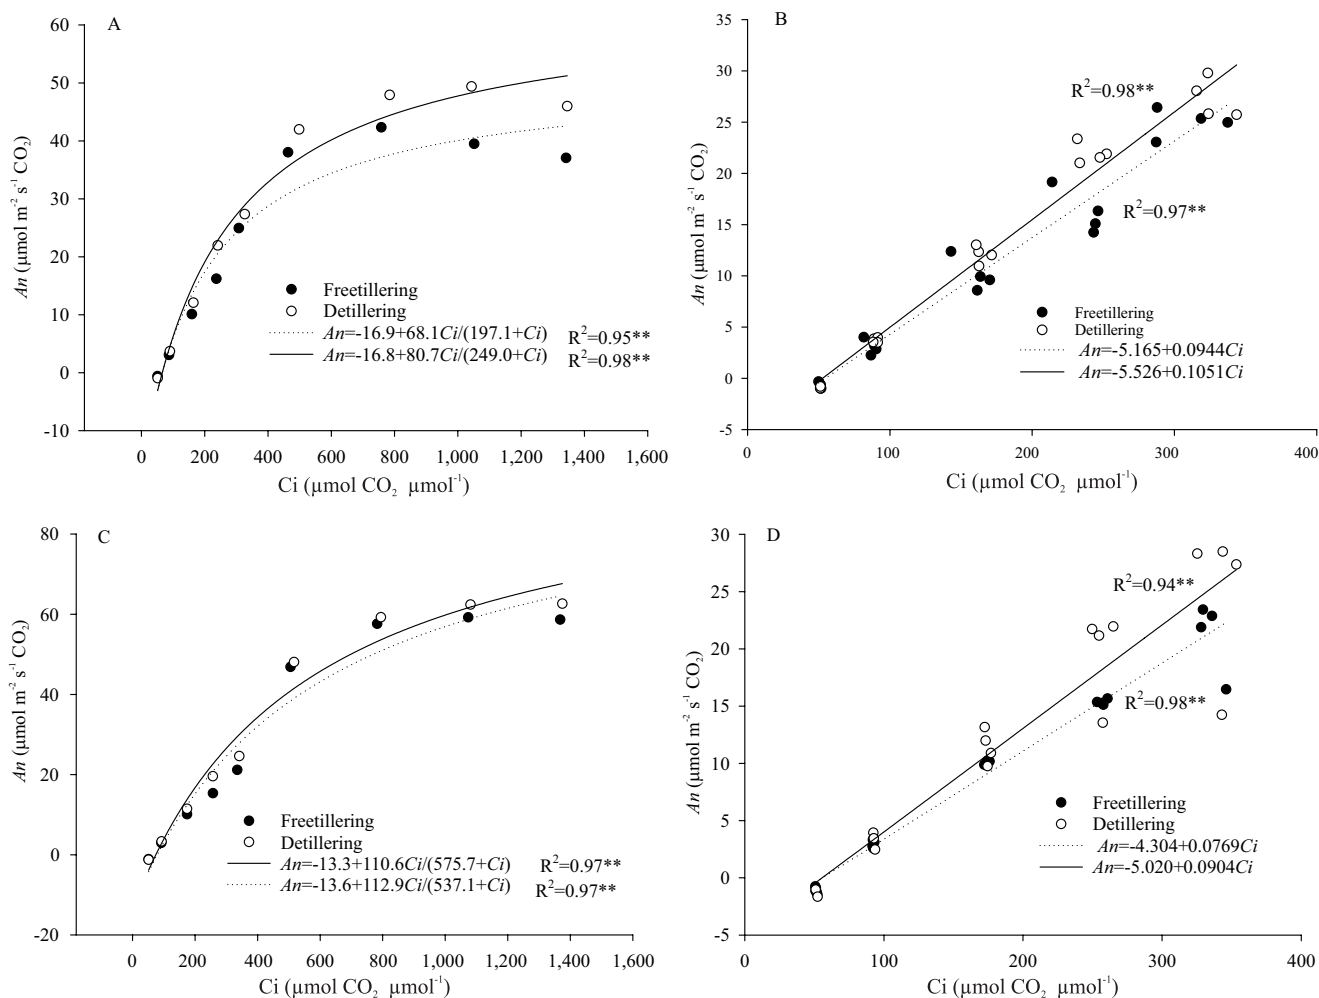 A
60
50
40
30
20
10
0
-10
An (μmol m⁻² s⁻¹ CO₂)
Freetillering
Detillering
An=-16.9+68.1Ci/(197.1+Ci) R²=0.95**
An=-16.8+80.7Ci/(249.0+Ci) R²=0.98**
0 200 400 600 800 1,000 1,200 1,400 1,600
Ci (μmol CO₂ μmol⁻¹)
B
35
30
25
20
15
10
5
0
-5
An (μmol m⁻² s⁻¹ CO₂)
R²=0.98**
R²=0.97**
Freetillering
Detillering
An=-5.165+0.0944Ci
An=-5.526+0.1051Ci
0 100 200 300 400
Ci (μmol CO₂ μmol⁻¹)
C
80
60
40
20
0
-20
An (μmol m⁻² s⁻¹ CO₂)
Freetillering
Detillering
An=-13.3+110.6Ci/(575.7+Ci) R²=0.97**
An=-13.6+112.9Ci/(537.1+Ci) R²=0.97**
0 200 400 600 800 1,000 1,200 1,400 1,600
Ci (μmol CO₂ μmol⁻¹)
D
30
25
20
15
10
5
0
-5
An (μmol m⁻² s⁻¹ CO₂)
R²=0.94**
R²=0.98**
Freetillering
Detillering
An=-4.304+0.0769Ci
An=-5.020+0.0904Ci
0 100 200 300 400
Ci (μmol CO₂ μmol⁻¹)